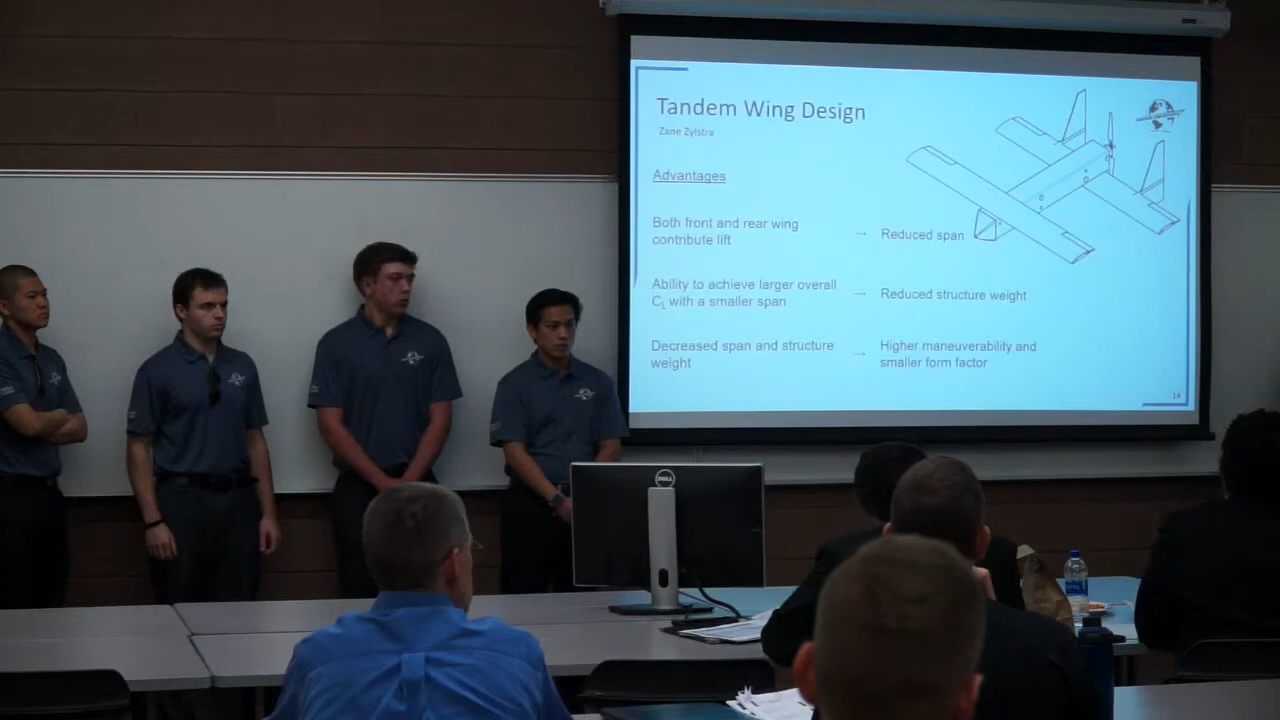 Tandem Wing Design
Zane Zylstra
Advantages
Both front and rear wing
contribute lift
→ Reduced span
Ability to achieve larger overall
CL with a smaller span
→ Reduced structure weight
Decreased span and structure
weight
→ Higher maneuverability and
smaller form factor
14
DELL